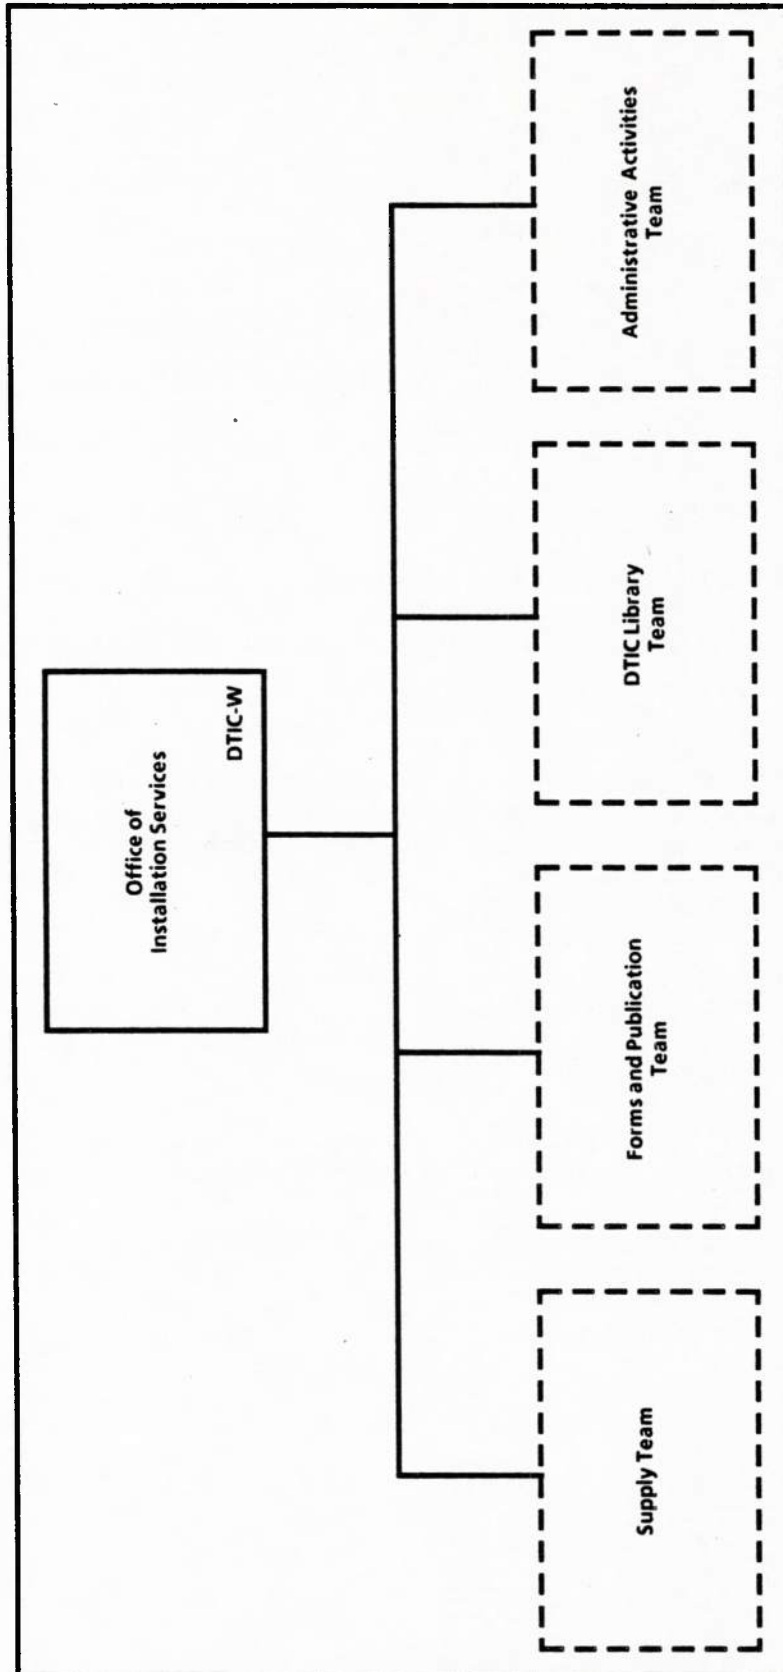 Office of
Installation Services
DTIC-W
Supply Team
Forms and Publication
Team
DTIC Library
Team
Administrative Activities
Team